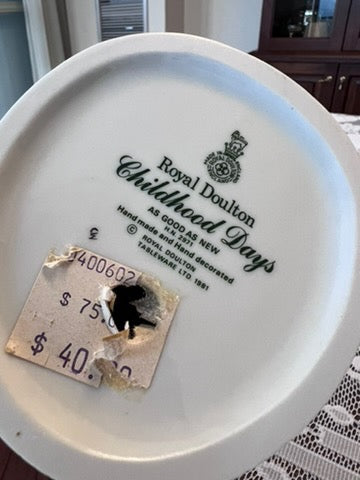 Royal Doulton
Childhood Days
AS GOOD AS NEW
H.N. 2971
Hand made and Hand decorated
© ROYAL DOULTON
TABLEWARE LTD. 1981
$ 75.
$ 40.